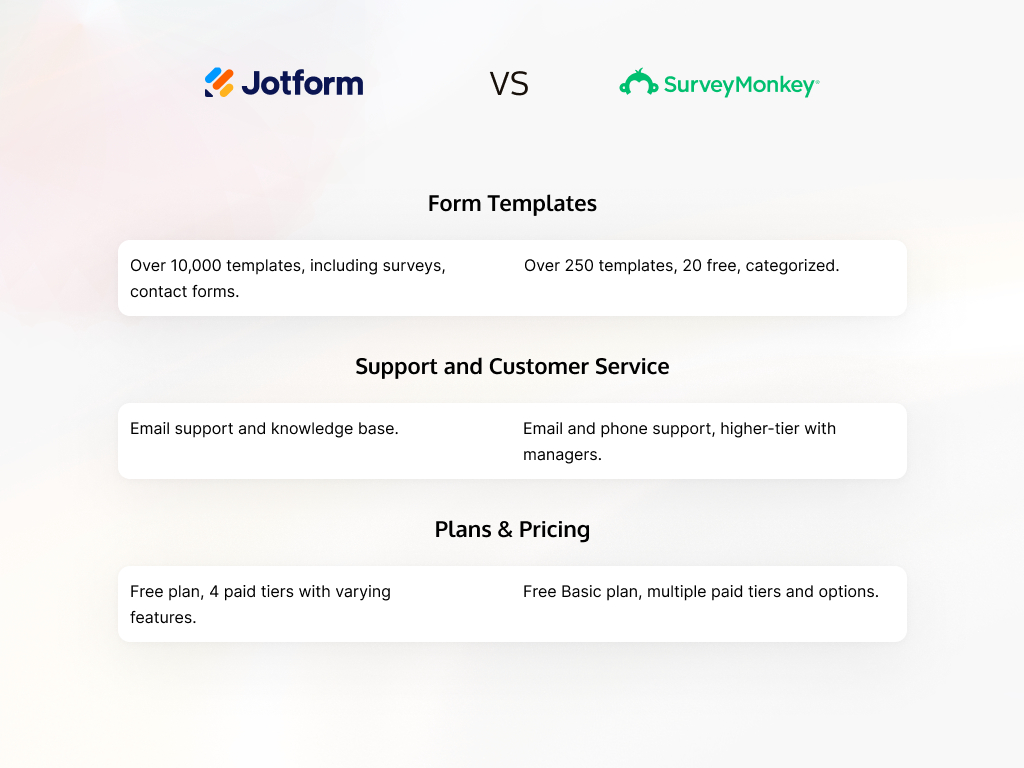 Jotform
VS
SurveyMonkey®
Form Templates
Over 10,000 templates, including surveys,
contact forms.
Over 250 templates, 20 free, categorized.
Support and Customer Service
Email support and knowledge base.
Email and phone support, higher-tier with
managers.
Plans & Pricing
Free plan, 4 paid tiers with varying
features.
Free Basic plan, multiple paid tiers and options.